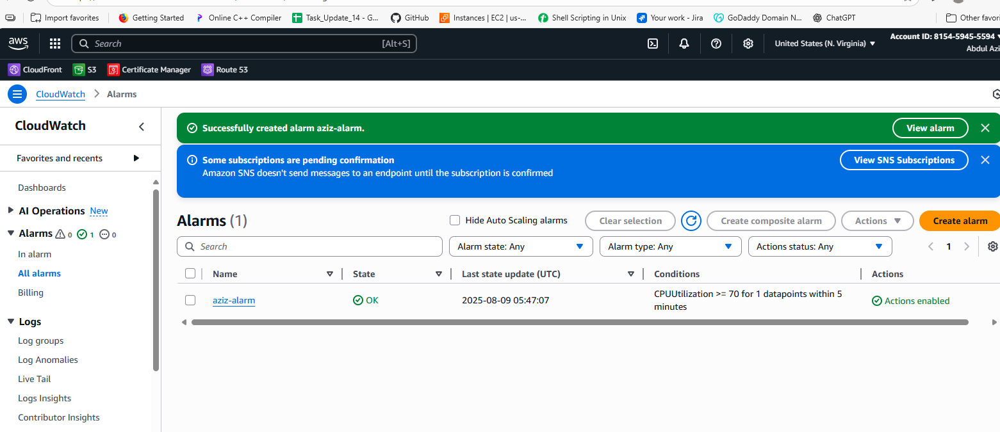 Import favorites
Getting Started
Online C++ Compiler
Task_Update_14 - G...
GitHub
Instances | EC2 | us-...
Shell Scripting in Unix
Your work - Jira
GoDaddy Domain N...
ChatGPT
Other favori
aws
Search
[Alt+S]
United States (N. Virginia)
Account ID: 8154-5945-5594
Abdul Azi
CloudFront
S3
Certificate Manager
Route 53
CloudWatch
Alarms
CloudWatch
Favorites and recents
Dashboards
AI Operations New
Alarms 0 1 0
In alarm
All alarms
Billing
Logs
Log groups
Log Anomalies
Live Tail
Logs Insights
Contributor Insights
Successfully created alarm aziz-alarm.
View alarm
Some subscriptions are pending confirmation
Amazon SNS doesn't send messages to an endpoint until the subscription is confirmed
View SNS Subscriptions
Alarms (1)
Hide Auto Scaling alarms
Clear selection
Create composite alarm
Actions
Create alarm
Search
Alarm state: Any
Alarm type: Any
Actions status: Any
1
Name
State
Last state update (UTC)
Conditions
Actions
aziz-alarm
OK
2025-08-09 05:47:07
CPUUtilization >= 70 for 1 datapoints within 5
minutes
Actions enabled